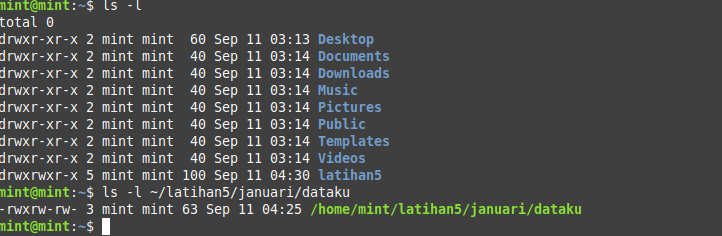 mint@mint:~$ ls -l
total 0
drwxr-xr-x 2 mint mint  60 Sep 11 03:13 Desktop
drwxr-xr-x 2 mint mint  40 Sep 11 03:14 Documents
drwxr-xr-x 2 mint mint  40 Sep 11 03:14 Downloads
drwxr-xr-x 2 mint mint  40 Sep 11 03:14 Music
drwxr-xr-x 2 mint mint  40 Sep 11 03:14 Pictures
drwxr-xr-x 2 mint mint  40 Sep 11 03:14 Public
drwxr-xr-x 2 mint mint  40 Sep 11 03:14 Templates
drwxr-xr-x 2 mint mint  40 Sep 11 03:14 Videos
drwxrwxr-x 5 mint mint 100 Sep 11 04:30 latihan5
mint@mint:~$ ls -l ~/latihan5/januari/dataku
-rwxrw-rw- 3 mint mint 63 Sep 11 04:25 /home/mint/latihan5/januari/dataku
mint@mint:~$